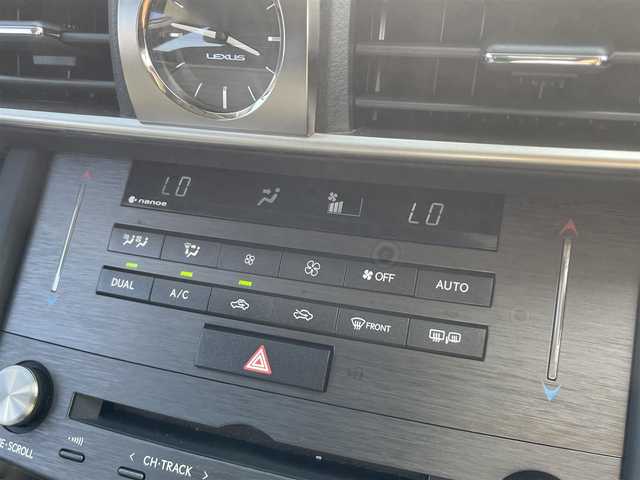 LEXUS
LO
nanoe
LO
OFF
AUTO
DUAL
A/C
FRONT
E-SCROLL
CH·TRACK